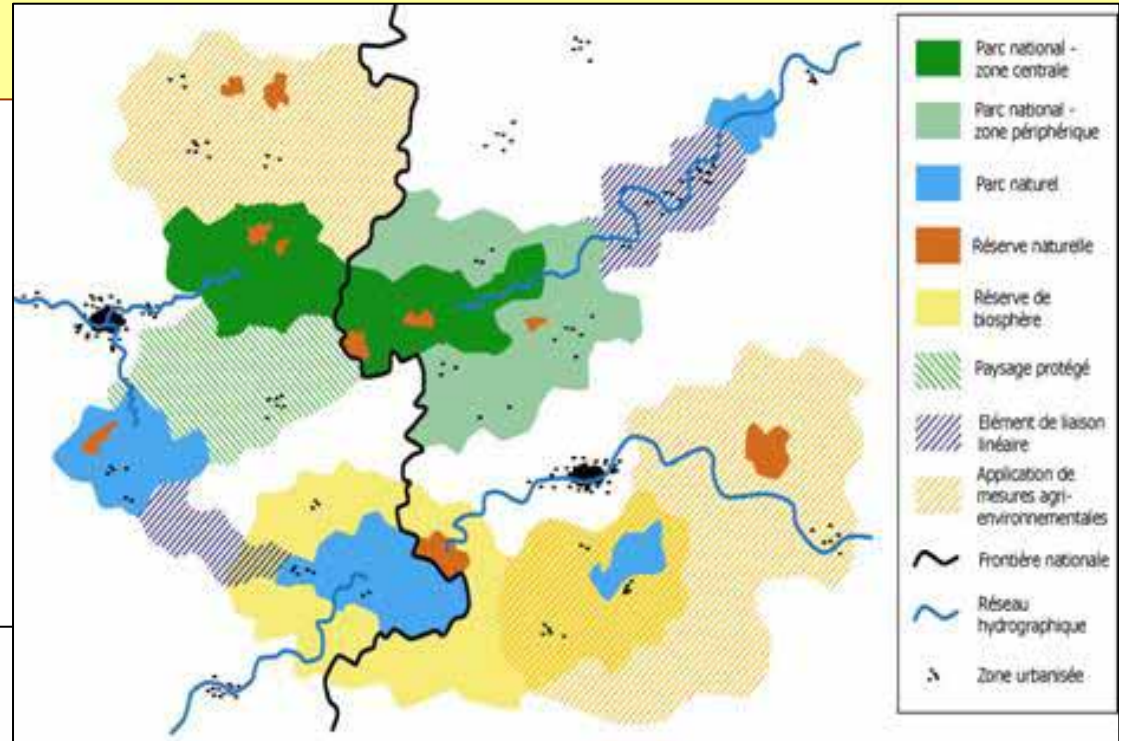 Parc national -
zone centrale
Parc national -
zone périphérique
Parc naturel
Réserve naturelle
Réserve de
biosphère
Paysage protégé
Elément de liaison
linéaire
Application de
mesures agri-
environnementales
Frontière nationale
Réseau
hydrographique
Zone urbanisée